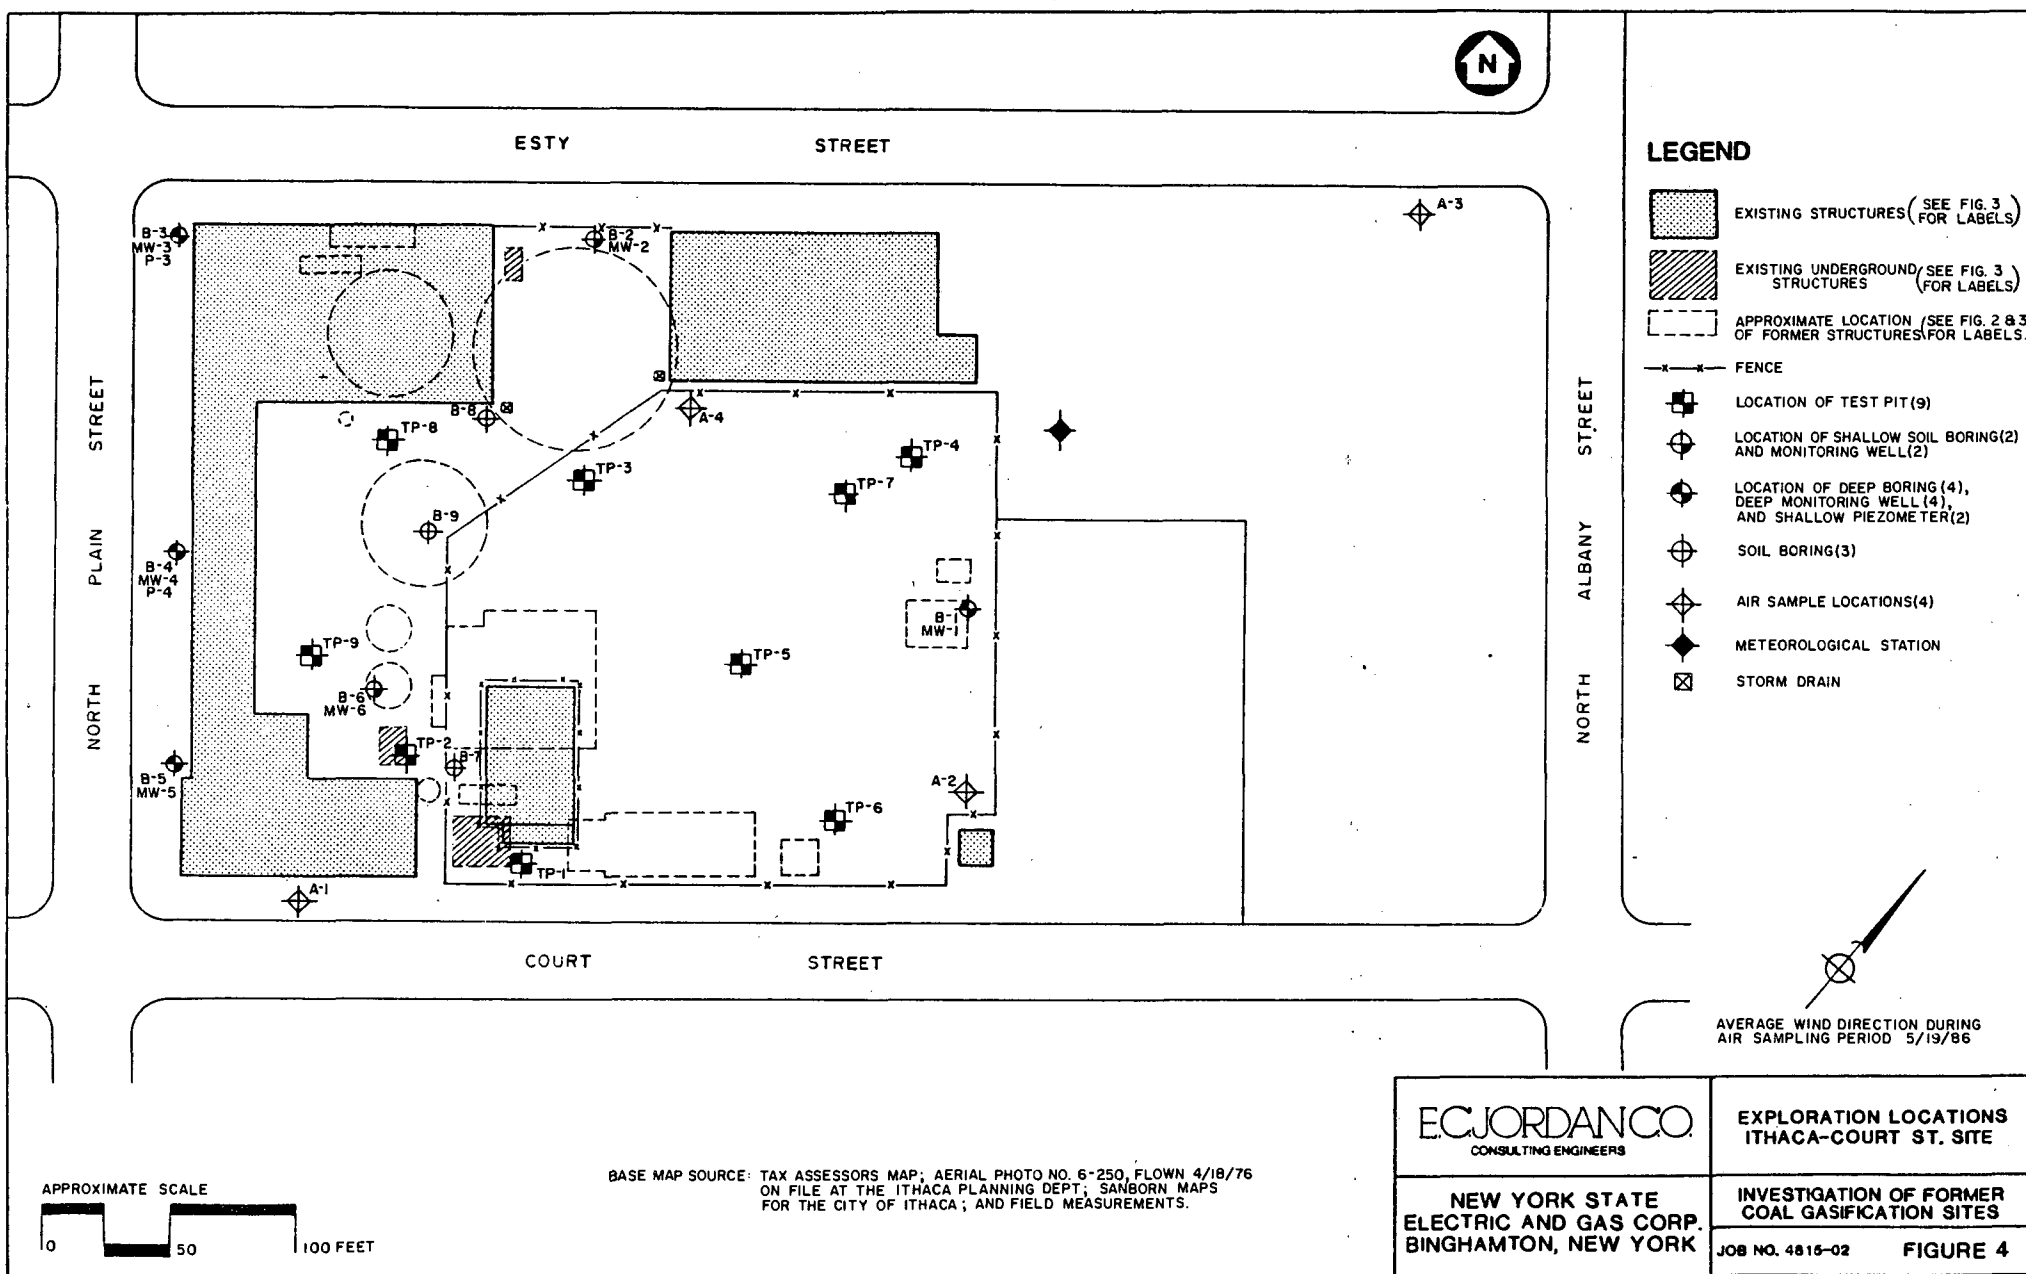 N
ESTY STREET
A-3
B-3
MW-3
P-3
B-2
MW-2
B-8
TP-8
A-4
TP-3
TP-4
TP-7
B-9
B-4
MW-4
P-4
B-1
MW-1
TP-9
TP-5
B-6
MW-6
TP-2
B-7
B-5
MW-5
A-2
TP-6
TP-1
A-1
NORTH PLAIN STREET
NORTH ALBANY STREET
COURT STREET
LEGEND
EXISTING STRUCTURES (SEE FIG. 3
FOR LABELS)
EXISTING UNDERGROUND (SEE FIG. 3
STRUCTURES FOR LABELS)
APPROXIMATE LOCATION (SEE FIG. 2 & 3
OF FORMER STRUCTURES FOR LABELS.
FENCE
LOCATION OF TEST PIT(9)
LOCATION OF SHALLOW SOIL BORING(2)
AND MONITORING WELL(2)
LOCATION OF DEEP BORING(4),
DEEP MONITORING WELL(4),
AND SHALLOW PIEZOMETER(2)
SOIL BORING(3)
AIR SAMPLE LOCATIONS(4)
METEOROLOGICAL STATION
STORM DRAIN
AVERAGE WIND DIRECTION DURING
AIR SAMPLING PERIOD 5/19/86
APPROXIMATE SCALE
0 50 100 FEET
BASE MAP SOURCE: TAX ASSESSORS MAP; AERIAL PHOTO NO. 6-250, FLOWN 4/18/76
ON FILE AT THE ITHACA PLANNING DEPT; SANBORN MAPS
FOR THE CITY OF ITHACA; AND FIELD MEASUREMENTS.
E.C.JORDAN CO.
CONSULTING ENGINEERS
NEW YORK STATE
ELECTRIC AND GAS CORP.
BINGHAMTON, NEW YORK
EXPLORATION LOCATIONS
ITHACA-COURT ST. SITE
INVESTIGATION OF FORMER
COAL GASIFICATION SITES
JOB NO. 4815-02 FIGURE 4